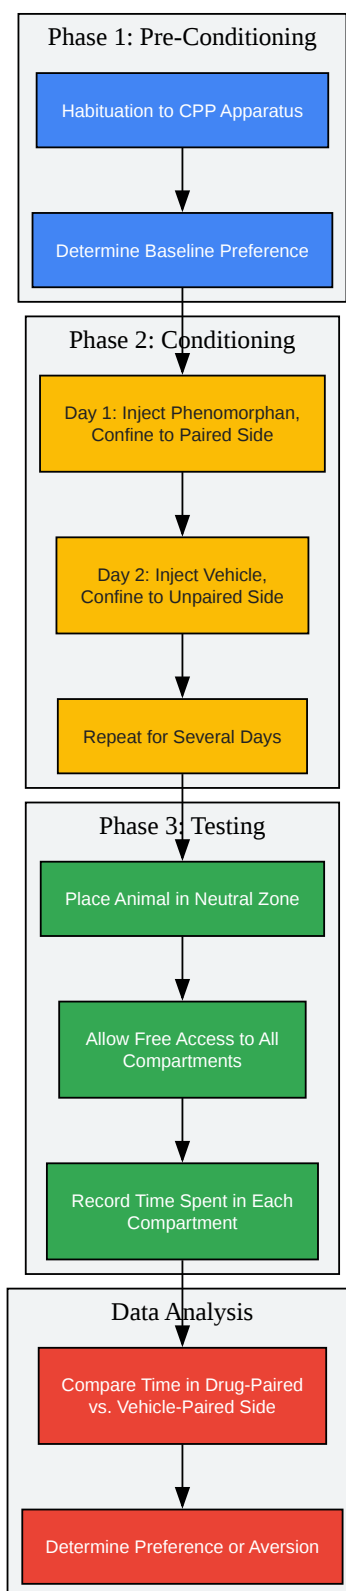 Phase 1: Pre-Conditioning
Habituation to CPP Apparatus
Determine Baseline Preference
Phase 2: Conditioning
Day 1: Inject Phenomorphan,
Confine to Paired Side
Day 2: Inject Vehicle,
Confine to Unpaired Side
Repeat for Several Days
Phase 3: Testing
Place Animal in Neutral Zone
Allow Free Access to All
Compartments
Record Time Spent in Each
Compartment
Data Analysis
Compare Time in Drug-Paired
vs. Vehicle-Paired Side
Determine Preference or Aversion